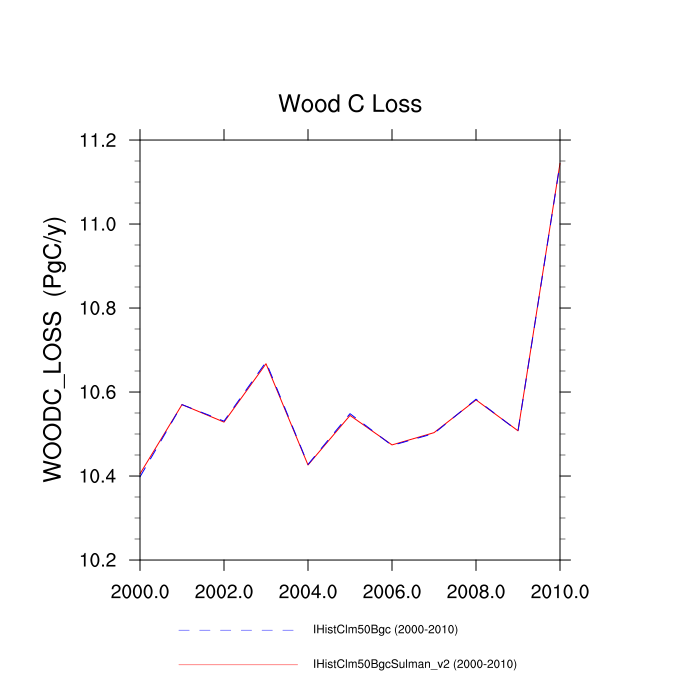 Wood C Loss
WOODC_LOSS (PgC/y)
11.2
11.0
10.8
10.6
10.4
10.2
2000.0 2002.0 2004.0 2006.0 2008.0 2010.0
IHistClm50Bgc (2000-2010)
IHistClm50BgcSulman_v2 (2000-2010)